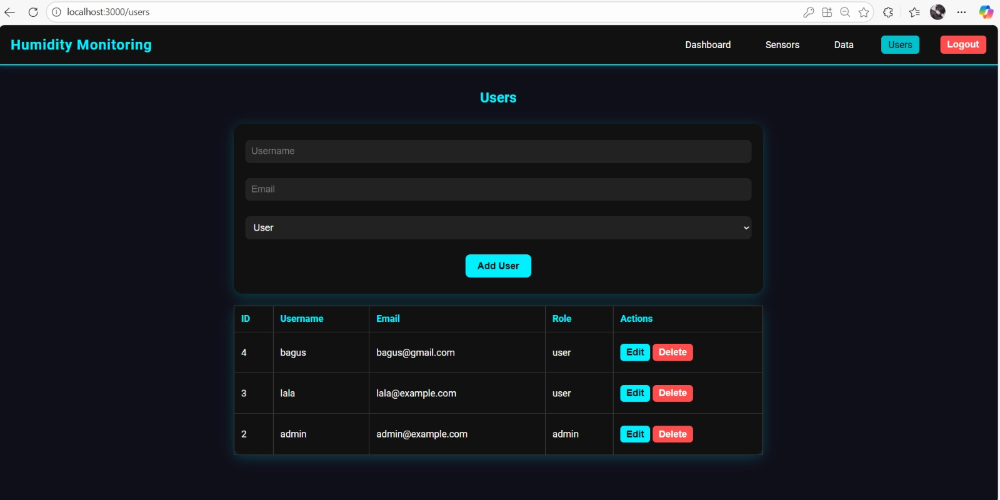 localhost:3000/users
Humidity Monitoring
Dashboard Sensors Data Users Logout
Users
Username
Email
User
Add User
ID Username Email Role Actions
4 bagus bagus@gmail.com user Edit Delete
3 lala lala@example.com user Edit Delete
2 admin admin@example.com admin Edit Delete